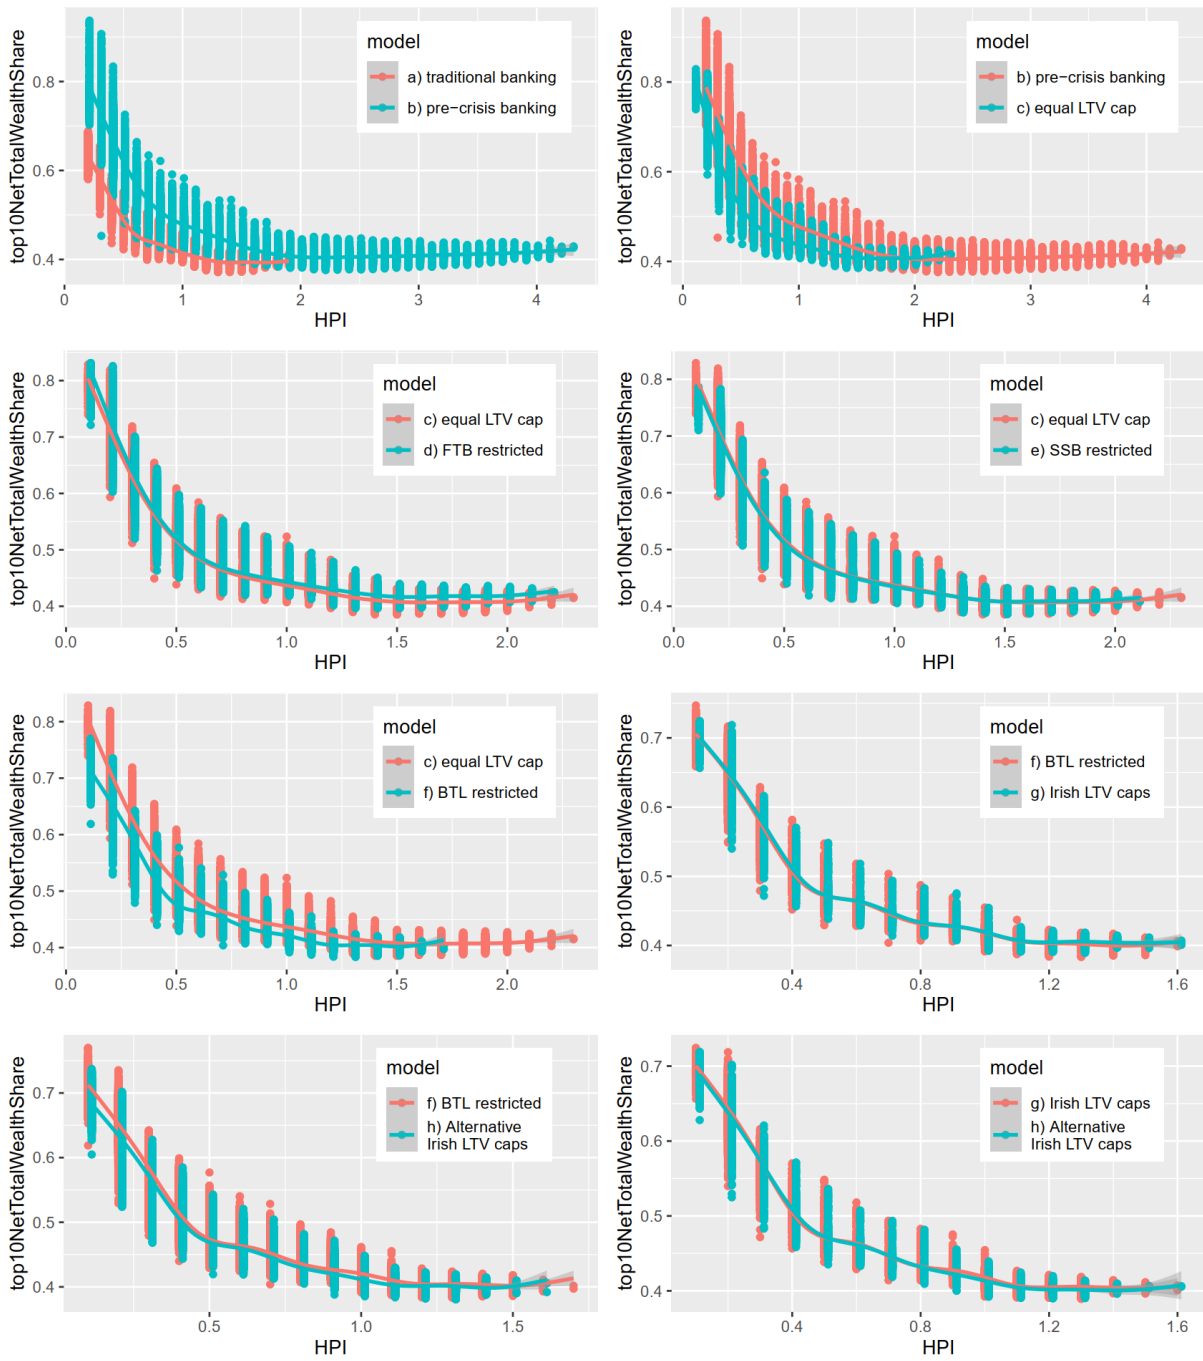 top10NetTotalWealthShare
0.8
0.6
0.4
0
1
2
3
4
HPI
model
a) traditional banking
b) pre−crisis banking
top10NetTotalWealthShare
0.8
0.6
0.4
0
1
2
3
4
HPI
model
b) pre−crisis banking
c) equal LTV cap
top10NetTotalWealthShare
0.8
0.7
0.6
0.5
0.4
0.0
0.5
1.0
1.5
2.0
HPI
model
c) equal LTV cap
d) FTB restricted
top10NetTotalWealthShare
0.8
0.7
0.6
0.5
0.4
0.0
0.5
1.0
1.5
2.0
HPI
model
c) equal LTV cap
e) SSB restricted
top10NetTotalWealthShare
0.8
0.7
0.6
0.5
0.4
0.0
0.5
1.0
1.5
2.0
HPI
model
c) equal LTV cap
f) BTL restricted
top10NetTotalWealthShare
0.7
0.6
0.5
0.4
0.4
0.8
1.2
1.6
HPI
model
f) BTL restricted
g) Irish LTV caps
top10NetTotalWealthShare
0.7
0.6
0.5
0.4
0.5
1.0
1.5
HPI
model
f) BTL restricted
h) Alternative
Irish LTV caps
top10NetTotalWealthShare
0.7
0.6
0.5
0.4
0.4
0.8
1.2
1.6
HPI
model
g) Irish LTV caps
h) Alternative
Irish LTV caps